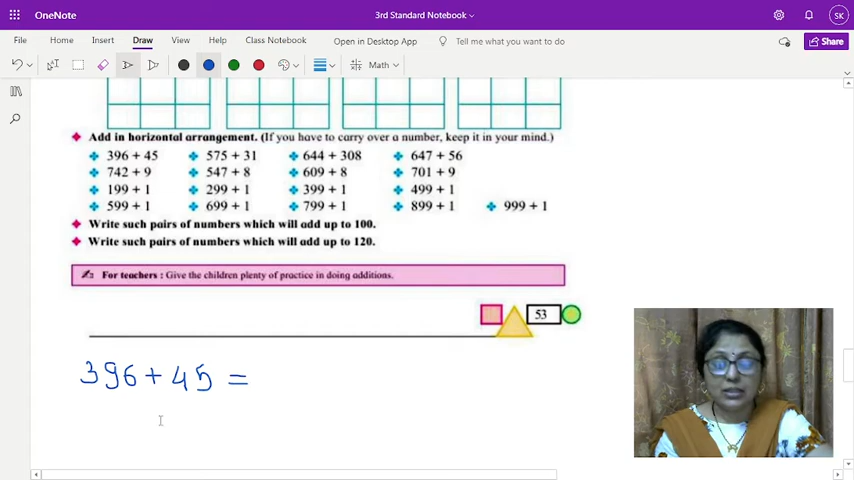 OneNote
3rd Standard Notebook
SK
File Home Insert Draw View Help Class Notebook Open in Desktop App Tell me what you want to do Share
Math
Add in horizontal arrangement. (If you have to carry over a number, keep it in your mind.)
396 + 45 575 + 31 644 + 308 647 + 56
742 + 9 547 + 8 609 + 8 701 + 9
199 + 1 299 + 1 399 + 1 499 + 1
599 + 1 699 + 1 799 + 1 899 + 1 999 + 1
Write such pairs of numbers which will add up to 100.
Write such pairs of numbers which will add up to 120.
For teachers : Give the children plenty of practice in doing additions.
53
396 + 45 =